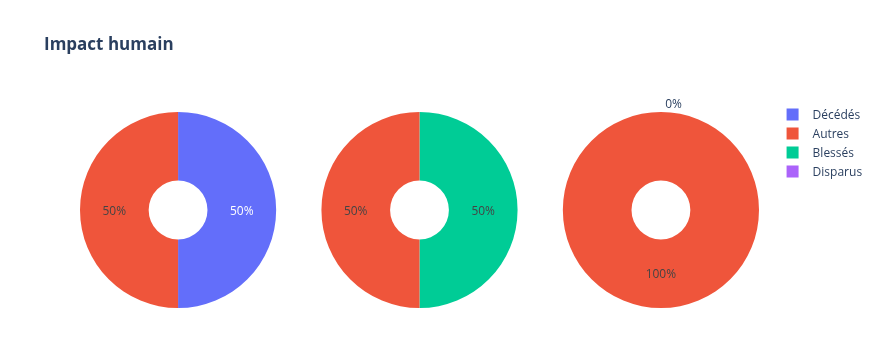 Impact humain
0%
Décédés
Autres
Blessés
Disparus
50%
50%
50%
50%
100%